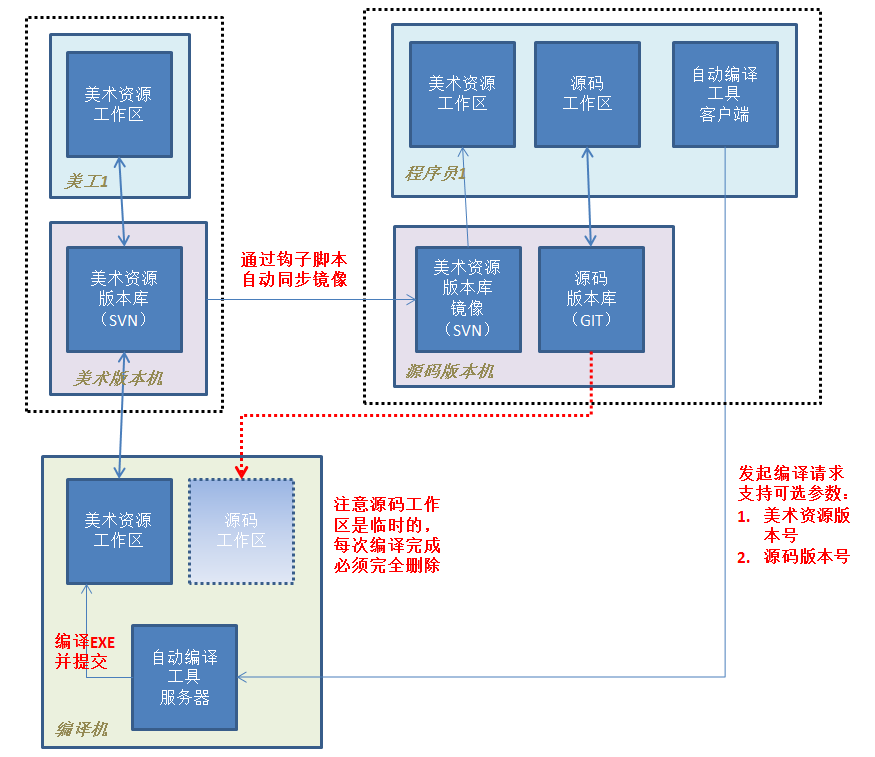 美术资源
工作区
美工1
美术资源
版本库
（SVN）
美术版本机
通过钩子脚本
自动同步镜像
美术资源
工作区
源码
工作区
自动编译
工具
客户端
程序员1
美术资源
版本库
镜像
（SVN）
源码
版本库
（GIT）
源码版本机
美术资源
工作区
源码
工作区
注意源码工作
区是临时的，
每次编译完成
必须完全删除
发起编译请求
支持可选参数：
1. 美术资源版
本号
2. 源码版本号
编译EXE
并提交
自动编译
工具
服务器
编译机